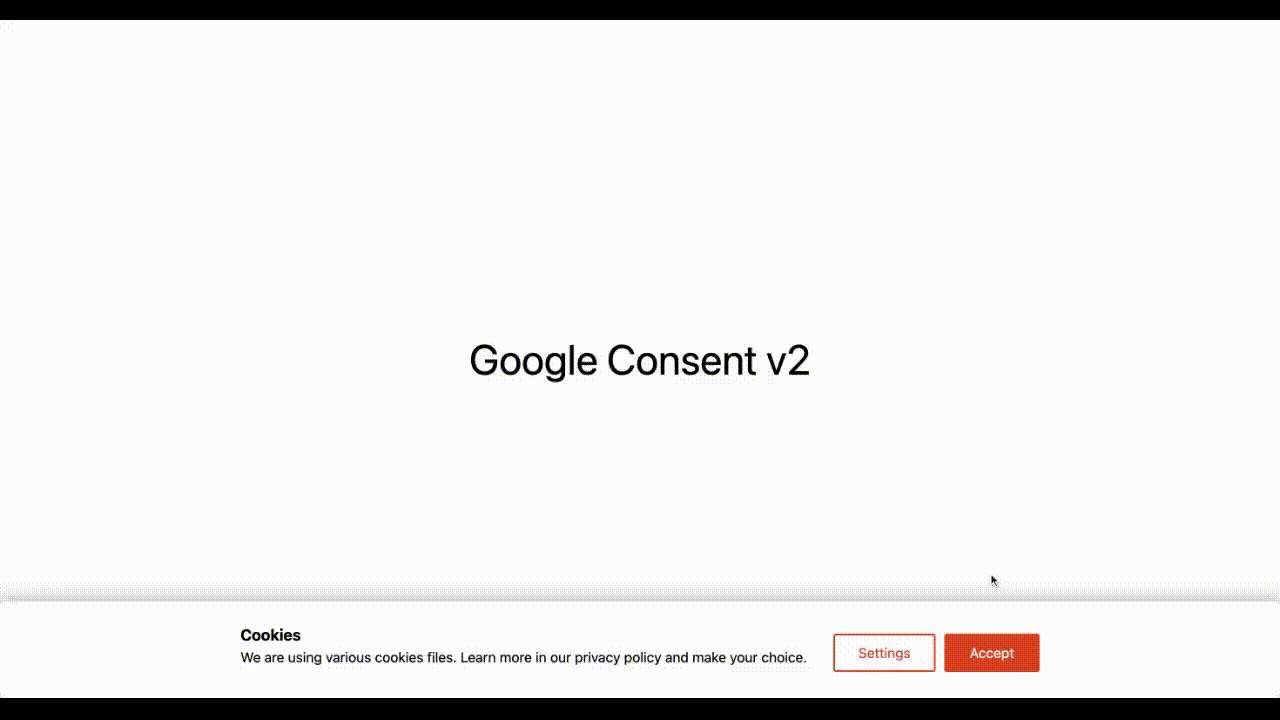 Google Consent v2
Cookies
We are using various cookies files. Learn more in our privacy policy and make your choice.
Settings
Accept